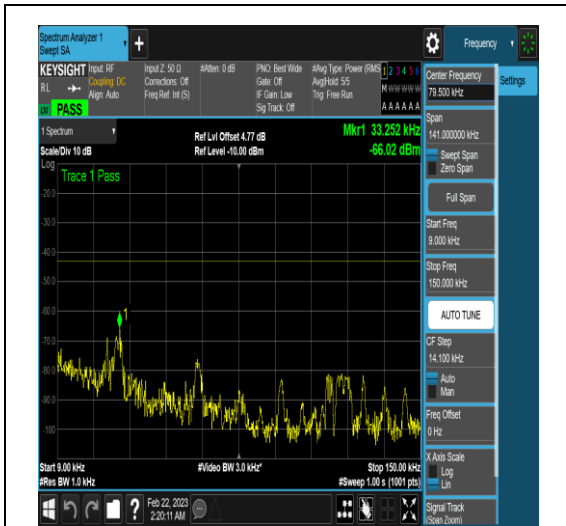 Spectrum Analyzer 1
Swept SA
+
Frequency
KEYSIGHT
RL
PASS
Input: RF
Coupling: DC
Align: Auto
Input Z: 50 Ω
Corrections: Off
Freq Ref: Int (S)
#Atten: 0 dB
PNO: Best Wide
Gate: Off
IF Gain: Low
Sig Track: Off
#Avg Type: Power (RMS
Avg|Hold: 5/5
Trig: Free Run
1 2 3 4 5 6
M W W W W W
A A A A A A
1 Spectrum
Scale/Div 10 dB
Ref Lvl Offset 4.77 dB
Ref Level -10.00 dBm
Mkr1 33.252 kHz
-66.02 dBm
Log
Trace 1 Pass
-20.0
-30.0
-40.0
-50.0
-60.0
-70.0
-80.0
-90.0
-100
1
Start 9.00 kHz
#Res BW 1.0 kHz
#Video BW 3.0 kHz*
Stop 150.00 kHz
#Sweep 1.00 s (1001 pts)
Center Frequency
79.500 kHz
Settings
Span
141.000000 kHz
Swept Span
Zero Span
Full Span
Start Freq
9.000 kHz
Stop Freq
150.000 kHz
AUTO TUNE
CF Step
14.100 kHz
Auto
Man
Freq Offset
0 Hz
X Axis Scale
Log
Lin
Signal Track
(Span Zoom)
?
Feb 22, 2023
2:20:11 AM